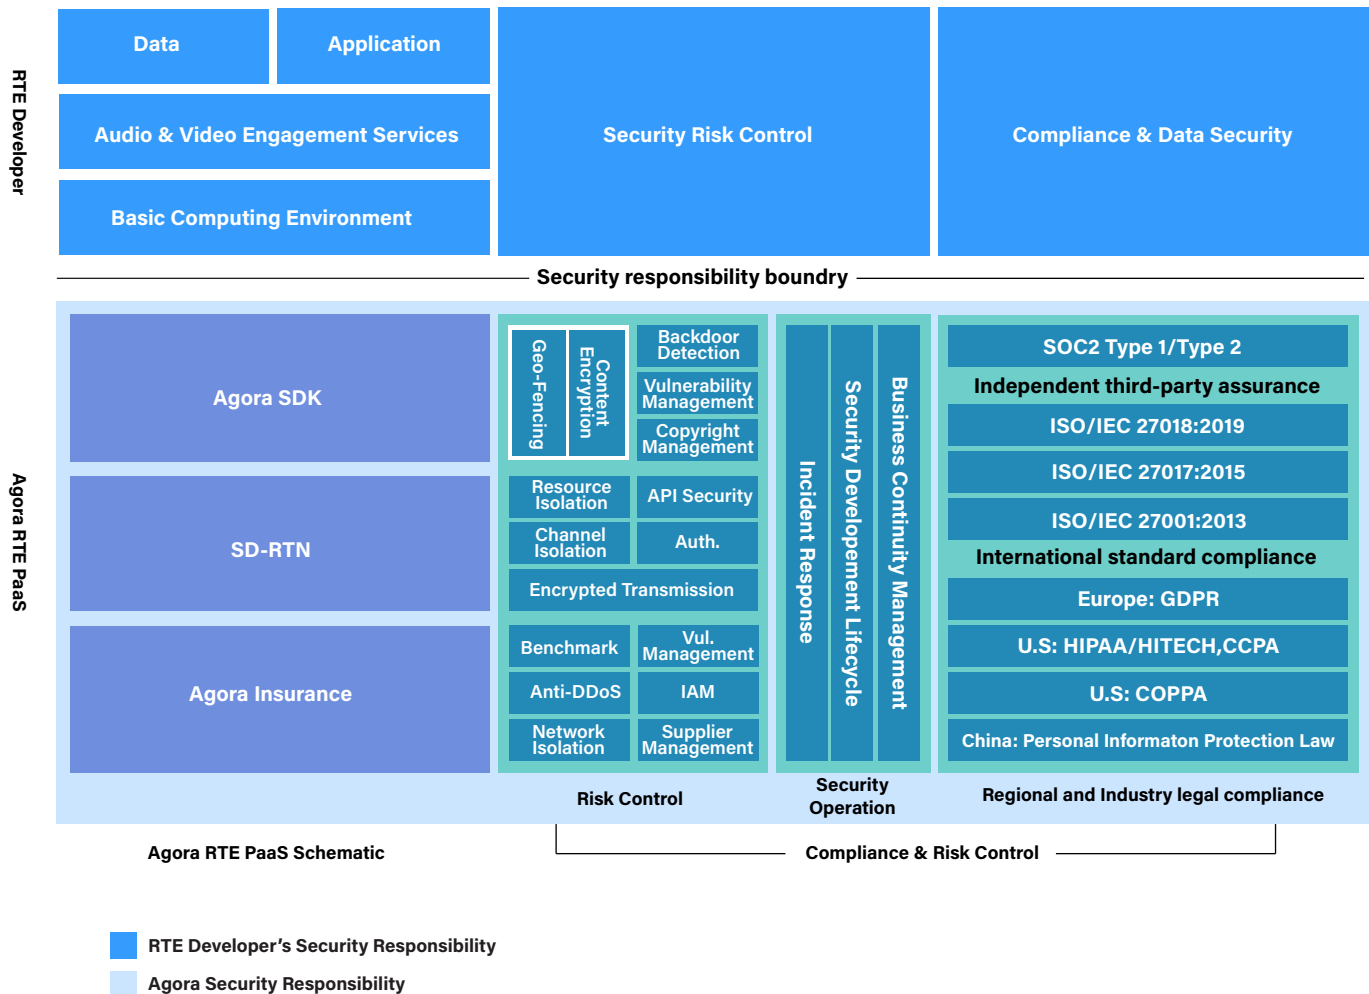 RTE Developer
Data
Application
Audio & Video Engagement Services
Basic Computing Environment
Security Risk Control
Compliance & Data Security
Security responsibility boundry
Agora RTE PaaS
Agora SDK
SD-RTN
Agora Insurance
Geo-Fencing
Content
Encryption
Backdoor
Detection
Vulnerability
Management
Copyright
Management
Resource
Isolation
API Security
Channel
Isolation
Auth.
Encrypted Transmission
Benchmark
Vul.
Management
Anti-DDoS
IAM
Network
Isolation
Supplier
Management
Risk Control
Incident Response
Security Developement Lifecycle
Business Continuity Management
Security
Operation
SOC2 Type 1/Type 2
Independent third-party assurance
ISO/IEC 27018:2019
ISO/IEC 27017:2015
ISO/IEC 27001:2013
International standard compliance
Europe: GDPR
U.S: HIPAA/HITECH,CCPA
U.S: COPPA
China: Personal Informaton Protection Law
Regional and Industry legal compliance
Agora RTE PaaS Schematic
Compliance & Risk Control
RTE Developer’s Security Responsibility
Agora Security Responsibility